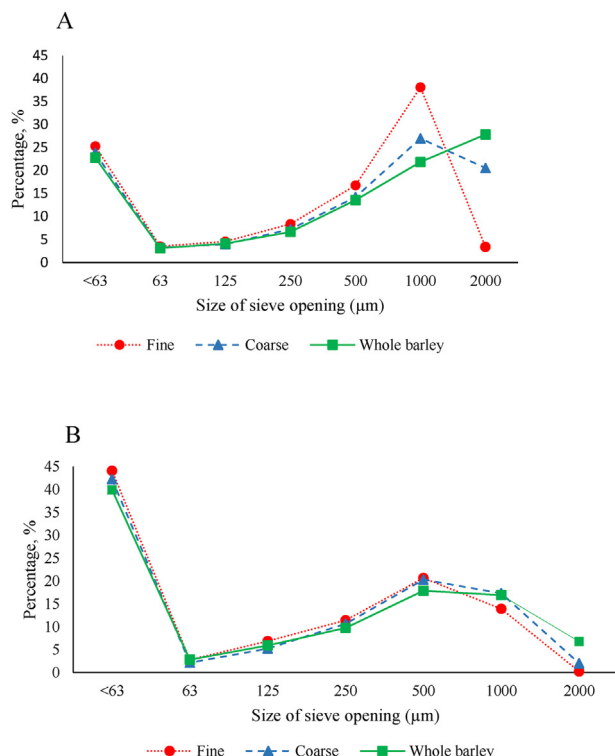 A
45
40
35
30
25
20
15
10
5
0
Percentage, %
<63 63 125 250 500 1000 2000
Size of sieve opening (µm)
Fine Coarse Whole barley
B
45
40
35
30
25
20
15
10
5
0
Percentage, %
<63 63 125 250 500 1000 2000
Size of sieve opening (µm)
Fine Coarse Whole barley